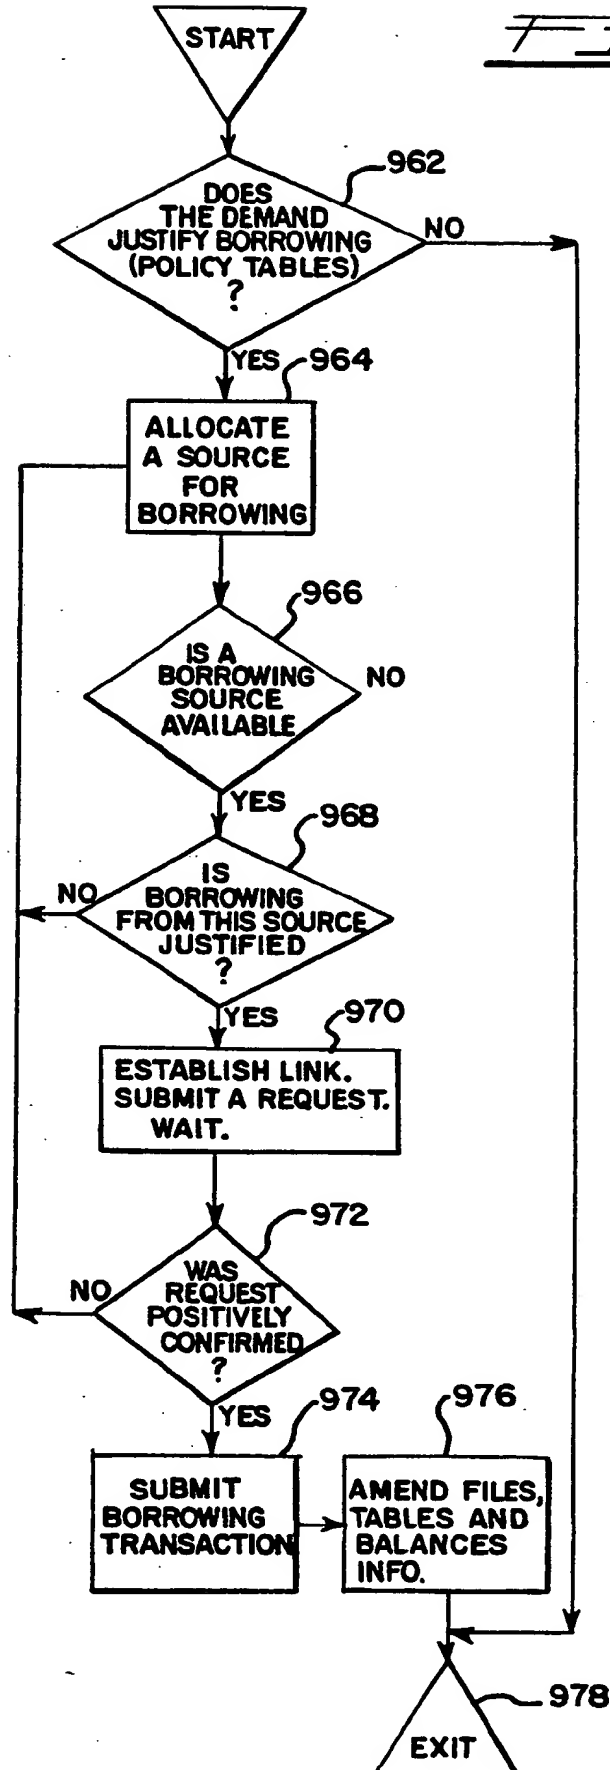 START
962
DOES
THE DEMAND
JUSTIFY BORROWING
(POLICY TABLES)
?
NO
YES
964
ALLOCATE
A SOURCE
FOR
BORROWING
966
IS A
BORROWING
SOURCE
AVAILABLE
NO
YES
968
IS
BORROWING
FROM THIS SOURCE
JUSTIFIED
?
NO
YES
970
ESTABLISH LINK.
SUBMIT A REQUEST.
WAIT.
972
WAS
REQUEST
POSITIVELY
CONFIRMED
?
NO
YES
974
SUBMIT
BORROWING
TRANSACTION
976
AMEND FILES,
TABLES AND
BALANCES
INFO.
978
EXIT